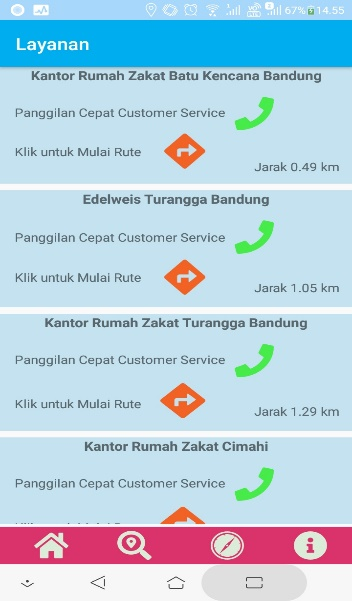 67% 14.55
Layanan
Kantor Rumah Zakat Batu Kencana Bandung
Panggilan Cepat Customer Service
Klik untuk Mulai Rute
Jarak 0.49 km
Edelweis Turangga Bandung
Panggilan Cepat Customer Service
Klik untuk Mulai Rute
Jarak 1.05 km
Kantor Rumah Zakat Turangga Bandung
Panggilan Cepat Customer Service
Klik untuk Mulai Rute
Jarak 1.29 km
Kantor Rumah Zakat Cimahi
Panggilan Cepat Customer Service